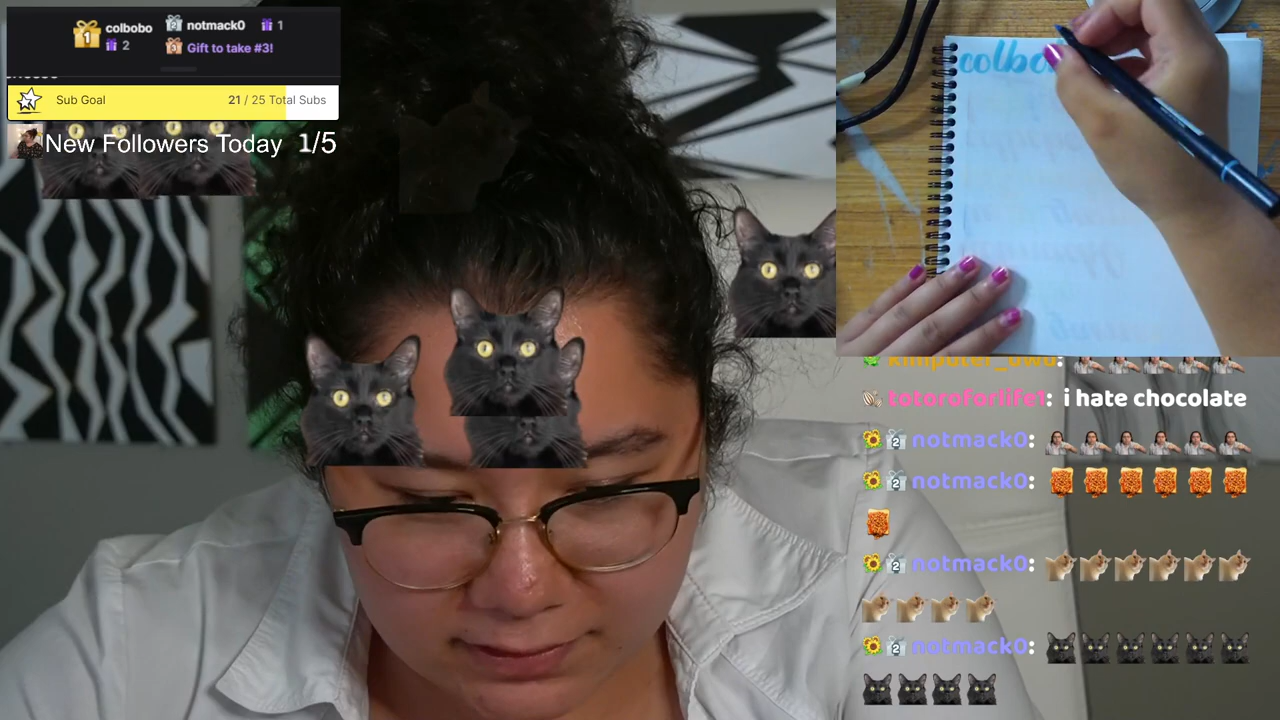 colbobo
2
notmack0 1
Gift to take #3!
Sub Goal 21 / 25 Total Subs
New Followers Today 1/5
colbo
kimputer_uwu:
totoroforlife1: i hate chocolate
notmack0:
notmack0:
notmack0:
notmack0: